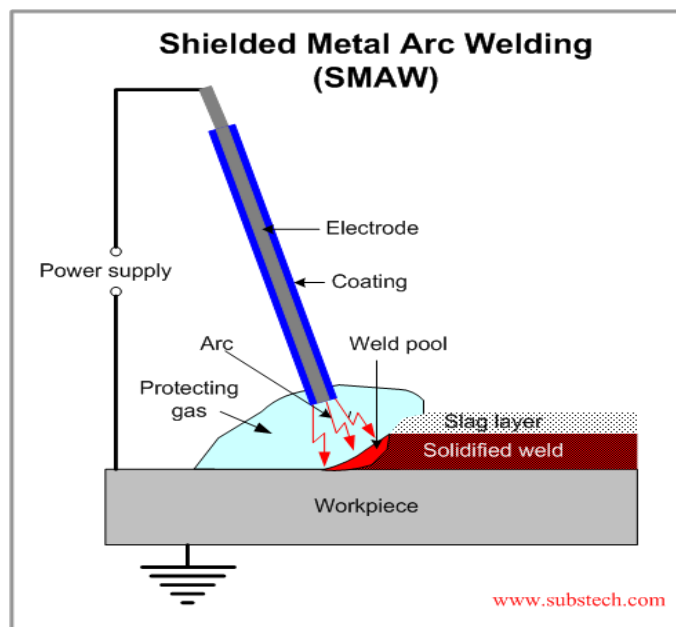 Shielded Metal Arc Welding
(SMAW)
Electrode
Power supply
Coating
Arc
Weld pool
Protecting
gas
Slag layer
Solidified weld
Workpiece
www.substech.com